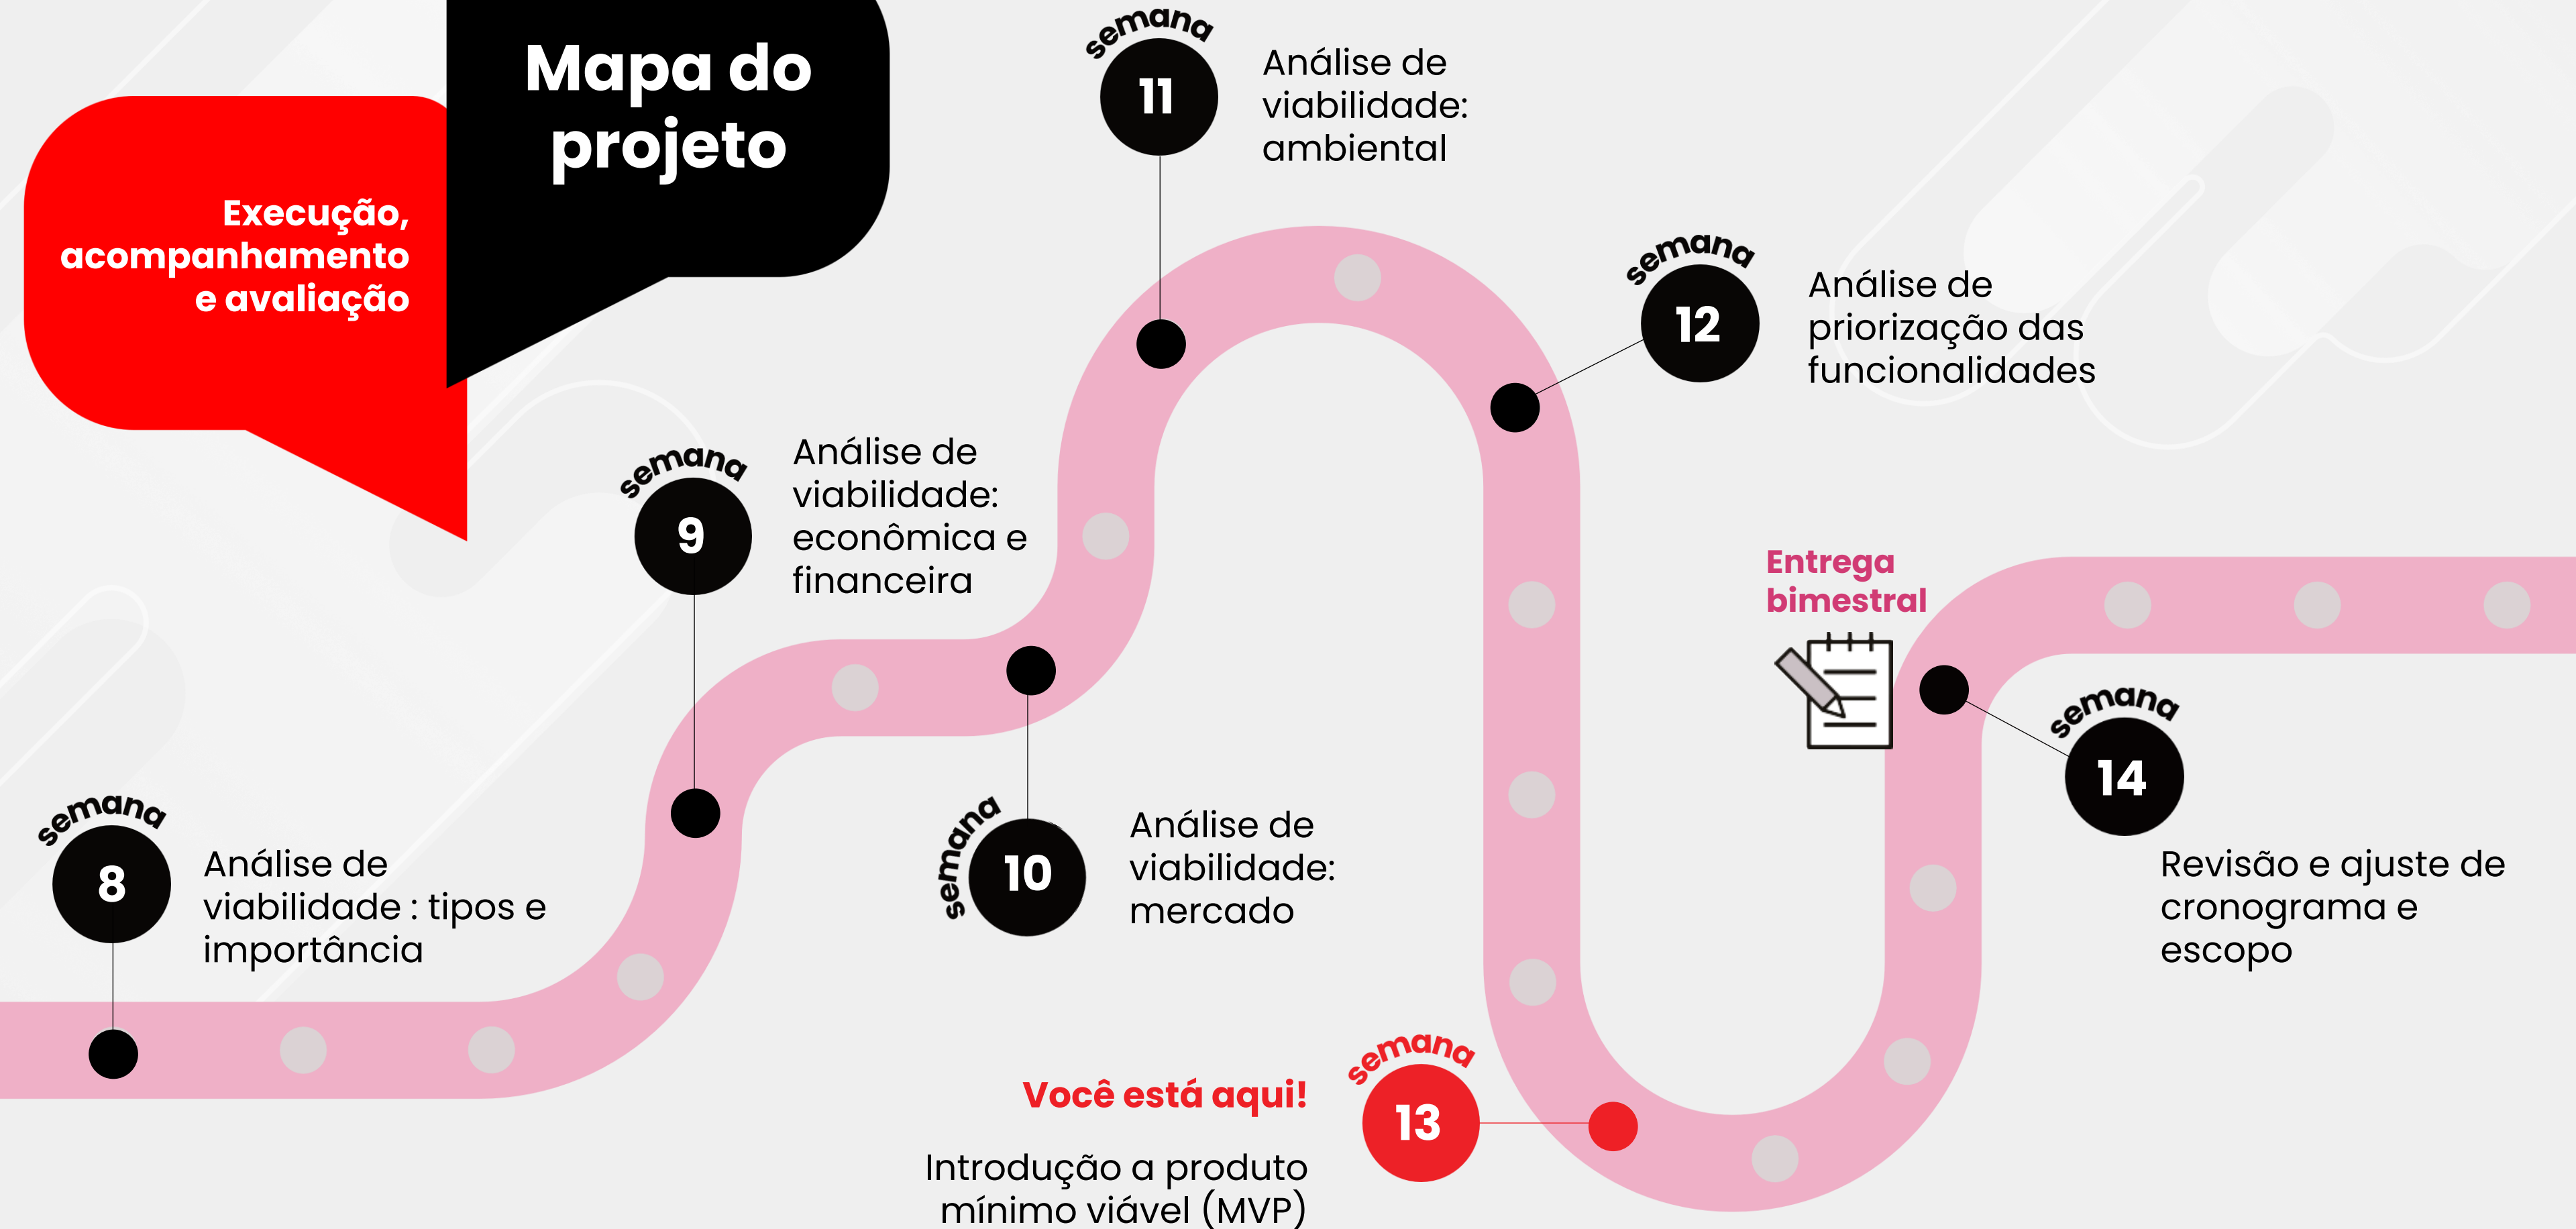 Mapa do
projeto
Execução,
acompanhamento
e avaliação
semana
8
Análise de
viabilidade : tipos e
importância
semana
9
Análise de
viabilidade:
econômica e
financeira
semana
10
Análise de
viabilidade:
mercado
semana
11
Análise de
viabilidade:
ambiental
semana
12
Análise de
priorização das
funcionalidades
semana
13
Você está aqui!
Introdução a produto
mínimo viável (MVP)
Entrega
bimestral
semana
14
Revisão e ajuste de
cronograma e
escopo